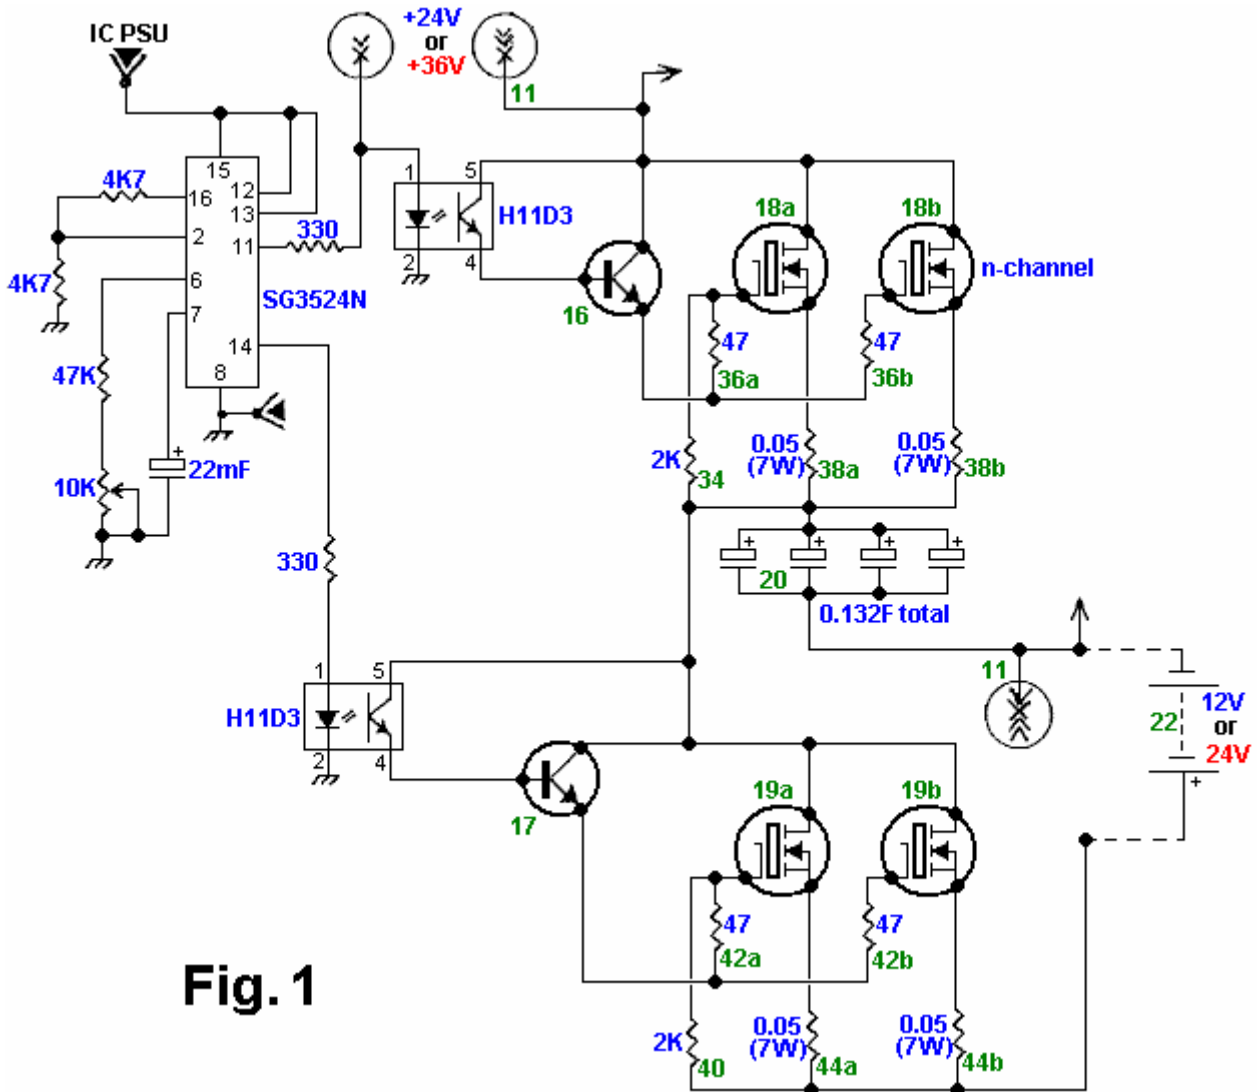 IC PSU
+24V
or
+36V
11
15
4K7
16
12
13
1
5
H11D3
18a
18b
330
2
11
2
4
n-channel
4K7
6
SG3524N
16
7
47
47
14
36a
36b
47K
8
22mF
2K
34
0.05
(7W)
38a
0.05
(7W)
38b
10K
330
20
0.132F total
1
5
11
22
12V
or
24V
H11D3
2
4
17
19a
19b
47
42a
47
42b
Fig. 1
2K
40
0.05
(7W)
44a
0.05
(7W)
44b